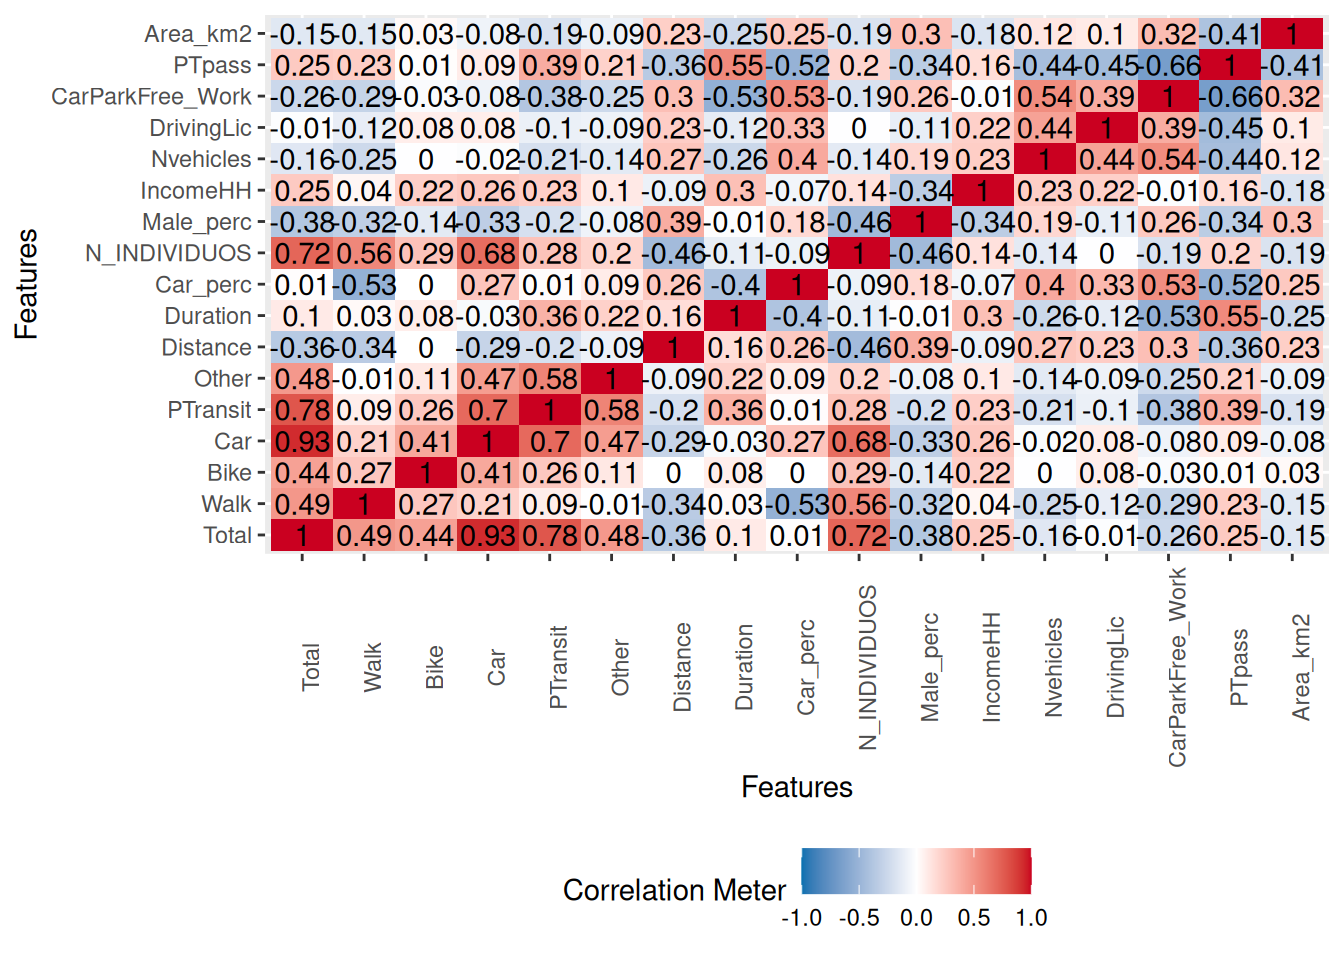 Area_km2 -0.15 -0.15 0.03 -0.08 -0.19 -0.09 0.23 -0.25 0.25 -0.19 0.3 -0.18 0.12 0.1 0.32 -0.41 1
PTpass 0.25 0.23 0.01 0.09 0.39 0.21 -0.36 0.55 -0.52 0.2 -0.34 0.16 -0.44 -0.45 -0.66 1 -0.41
CarParkFree_Work -0.26 -0.29 -0.03 -0.08 -0.38 -0.25 0.3 -0.53 0.53 -0.19 0.26 -0.01 0.54 0.39 1 -0.66 0.32
DrivingLic -0.01 -0.12 0.08 0.08 -0.1 -0.09 0.23 -0.12 0.33 0 -0.11 0.22 0.44 1 0.39 -0.45 0.1
Nvehicles -0.16 -0.25 0 -0.02 -0.21 -0.14 0.27 -0.26 0.4 -0.14 0.19 0.23 1 0.44 0.54 -0.44 0.12
IncomeHH 0.25 0.04 0.22 0.26 0.23 0.1 -0.09 0.3 -0.07 0.14 -0.34 1 0.23 0.22 -0.01 0.16 -0.18
Male_perc -0.38 -0.32 -0.14 -0.33 -0.2 -0.08 0.39 -0.01 0.18 -0.46 1 -0.34 0.19 -0.11 0.26 -0.34 0.3
N_INDIVIDUOS 0.72 0.56 0.29 0.68 0.28 0.2 -0.46 -0.11 -0.09 1 -0.46 0.14 -0.14 0 -0.19 0.2 -0.19
Car_perc 0.01 -0.53 0 0.27 0.01 0.09 0.26 -0.4 1 -0.09 0.18 -0.07 0.4 0.33 0.53 -0.52 0.25
Duration 0.1 0.03 0.08 -0.03 0.36 0.22 0.16 1 -0.4 -0.11 -0.01 0.3 -0.26 -0.12 -0.53 0.55 -0.25
Distance -0.36 -0.34 0 -0.29 -0.2 -0.09 1 0.16 0.26 -0.46 0.39 -0.09 0.27 0.23 0.3 -0.36 0.23
Other 0.48 -0.01 0.11 0.47 0.58 1 -0.09 0.22 0.09 0.2 -0.08 0.1 -0.14 -0.09 -0.25 0.21 -0.09
PTransit 0.78 0.09 0.26 0.7 1 0.58 -0.2 0.36 0.01 0.28 -0.2 0.23 -0.21 -0.1 -0.38 0.39 -0.19
Car 0.93 0.21 0.41 1 0.7 0.47 -0.29 -0.03 0.27 0.68 -0.33 0.26 -0.02 0.08 -0.08 0.09 -0.08
Bike 0.44 0.27 1 0.41 0.26 0.11 0 0.08 0 0.29 -0.14 0.22 0 0.08 -0.03 0.01 0.03
Walk 0.49 1 0.27 0.21 0.09 -0.01 -0.34 0.03 -0.53 0.56 -0.32 0.04 -0.25 -0.12 -0.29 0.23 -0.15
Total 1 0.49 0.44 0.93 0.78 0.48 -0.36 0.1 0.01 0.72 -0.38 0.25 -0.16 -0.01 -0.26 0.25 -0.15
Features
Total
Walk
Bike
Car
PTransit
Other
Distance
Duration
Car_perc
N_INDIVIDUOS
Male_perc
IncomeHH
Nvehicles
DrivingLic
CarParkFree_Work
PTpass
Area_km2
Features
Correlation Meter
-1.0 -0.5 0.0 0.5 1.0